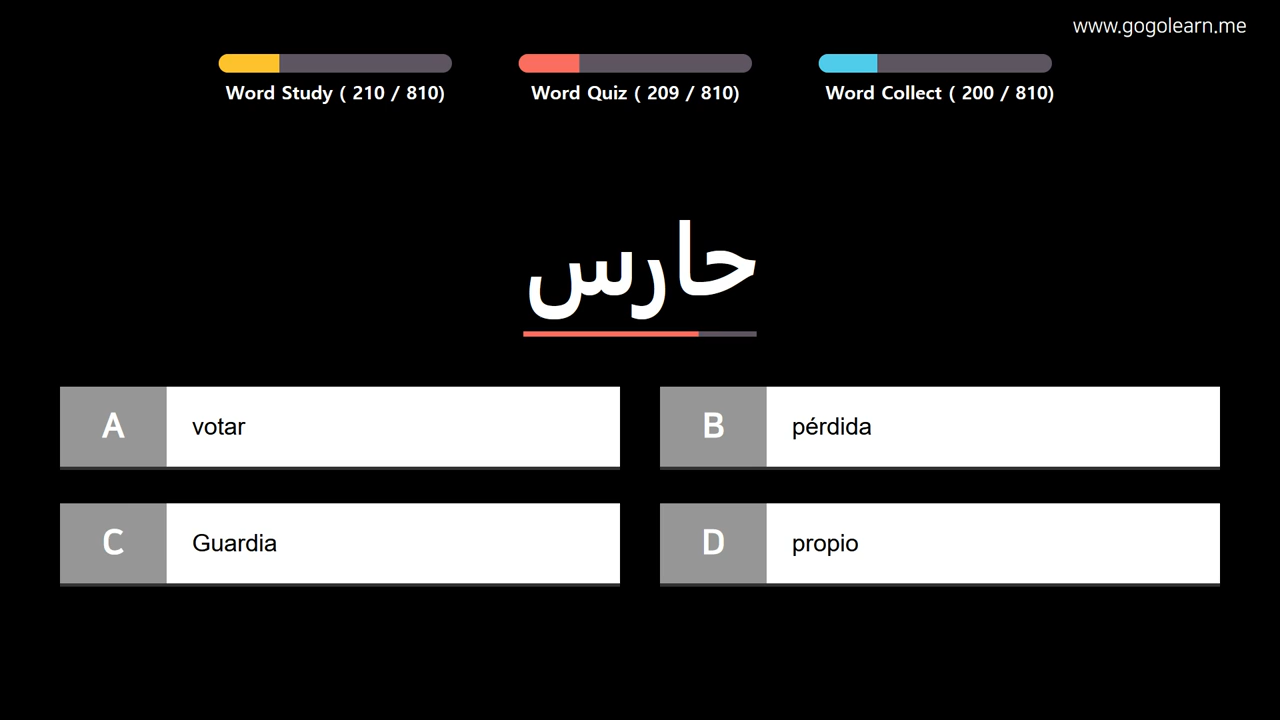 www.gogolearn.me
Word Study ( 210 / 810)
Word Quiz ( 209 / 810)
Word Collect ( 200 / 810)
حارس
A votar
B pérdida
C Guardia
D propio